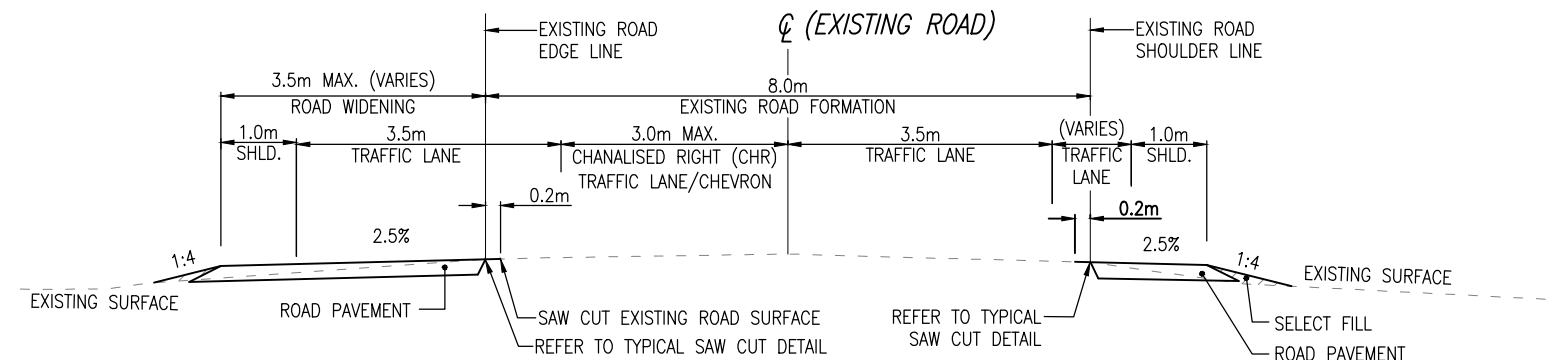 EXISTING ROAD
EDGE LINE
℄ (EXISTING ROAD)
EXISTING ROAD
SHOULDER LINE
3.5m MAX. (VARIES)
ROAD WIDENING
8.0m
EXISTING ROAD FORMATION
1.0m
SHLD.
3.5m
TRAFFIC LANE
3.0m MAX.
CHANALISED RIGHT (CHR)
TRAFFIC LANE/CHEVRON
3.5m
TRAFFIC LANE
(VARIES)
TRAFFIC
LANE
1.0m
SHLD.
0.2m
0.2m
2.5%
2.5%
1:4
1:4
EXISTING SURFACE
EXISTING SURFACE
ROAD PAVEMENT
SAW CUT EXISTING ROAD SURFACE
REFER TO TYPICAL SAW CUT DETAIL
REFER TO TYPICAL
SAW CUT DETAIL
SELECT FILL
ROAD PAVEMENT